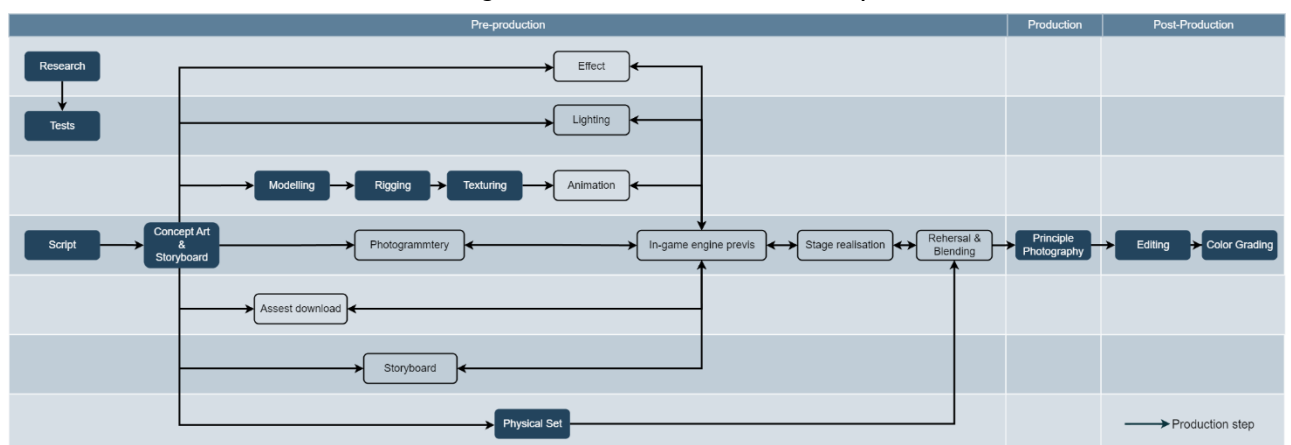 Pre-production
Production
Post-Production
Research
Effect
Tests
Lighting
Modelling
Rigging
Texturing
Animation
Script
Concept Art
&
Storyboard
Photogrammtery
In-game engine previs
Stage realisation
Rehersal &
Blending
Principle
Photography
Editing
Color Grading
Assest download
Storyboard
Physical Set
Production step